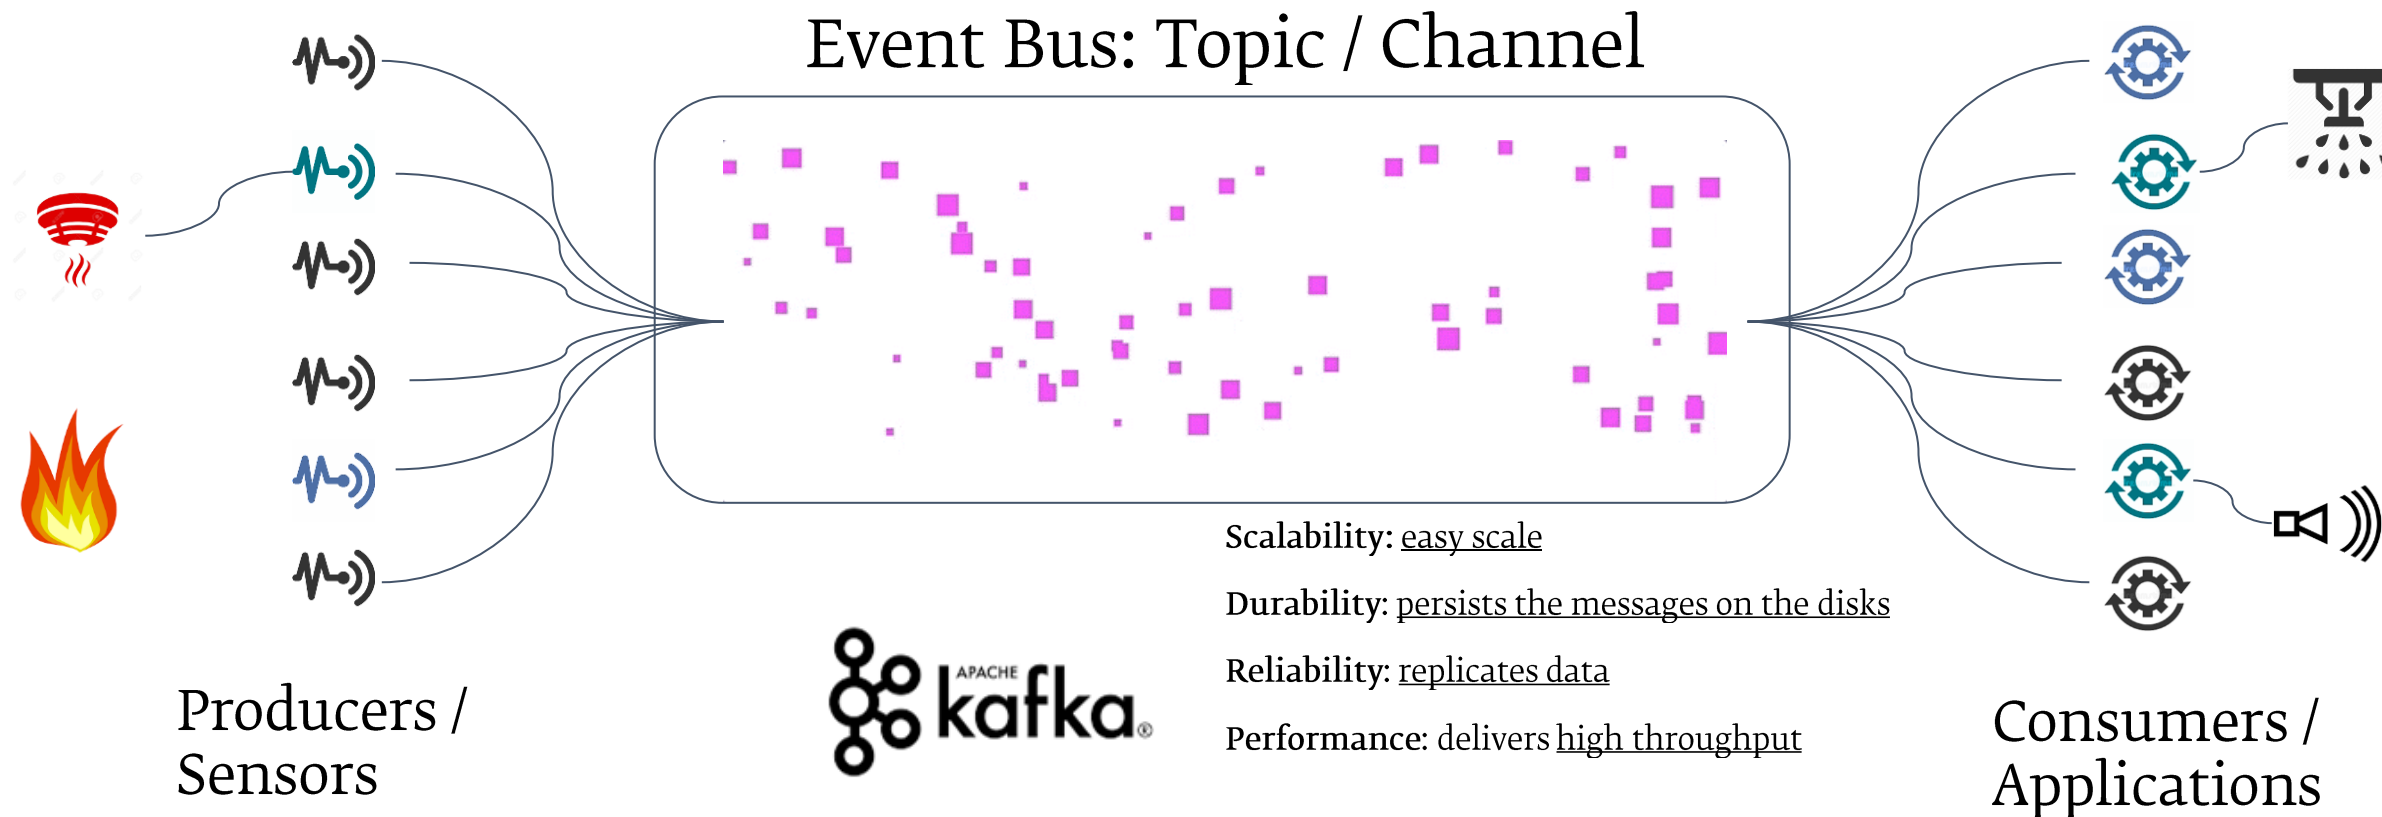 Event Bus: Topic / Channel
Scalability: easy scale
Durability: persists the messages on the disks
Reliability: replicates data
Performance: delivers high throughput
APACHE
kafka®
Producers /
Sensors
Consumers /
Applications